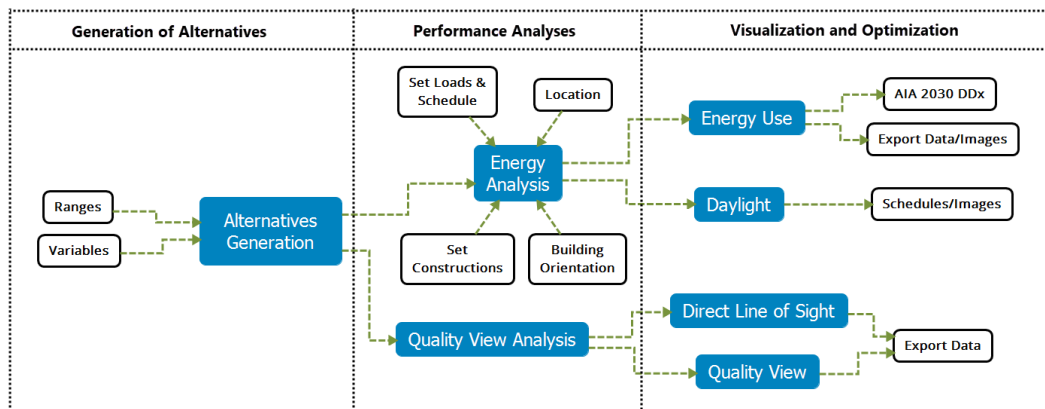 Generation of Alternatives
Performance Analyses
Visualization and Optimization
Set Loads &
Schedule
Location
AIA 2030 DDx
Energy Use
Export Data/Images
Energy
Analysis
Ranges
Alternatives
Generation
Daylight
Schedules/Images
Variables
Set
Constructions
Building
Orientation
Direct Line of Sight
Quality View Analysis
Export Data
Quality View